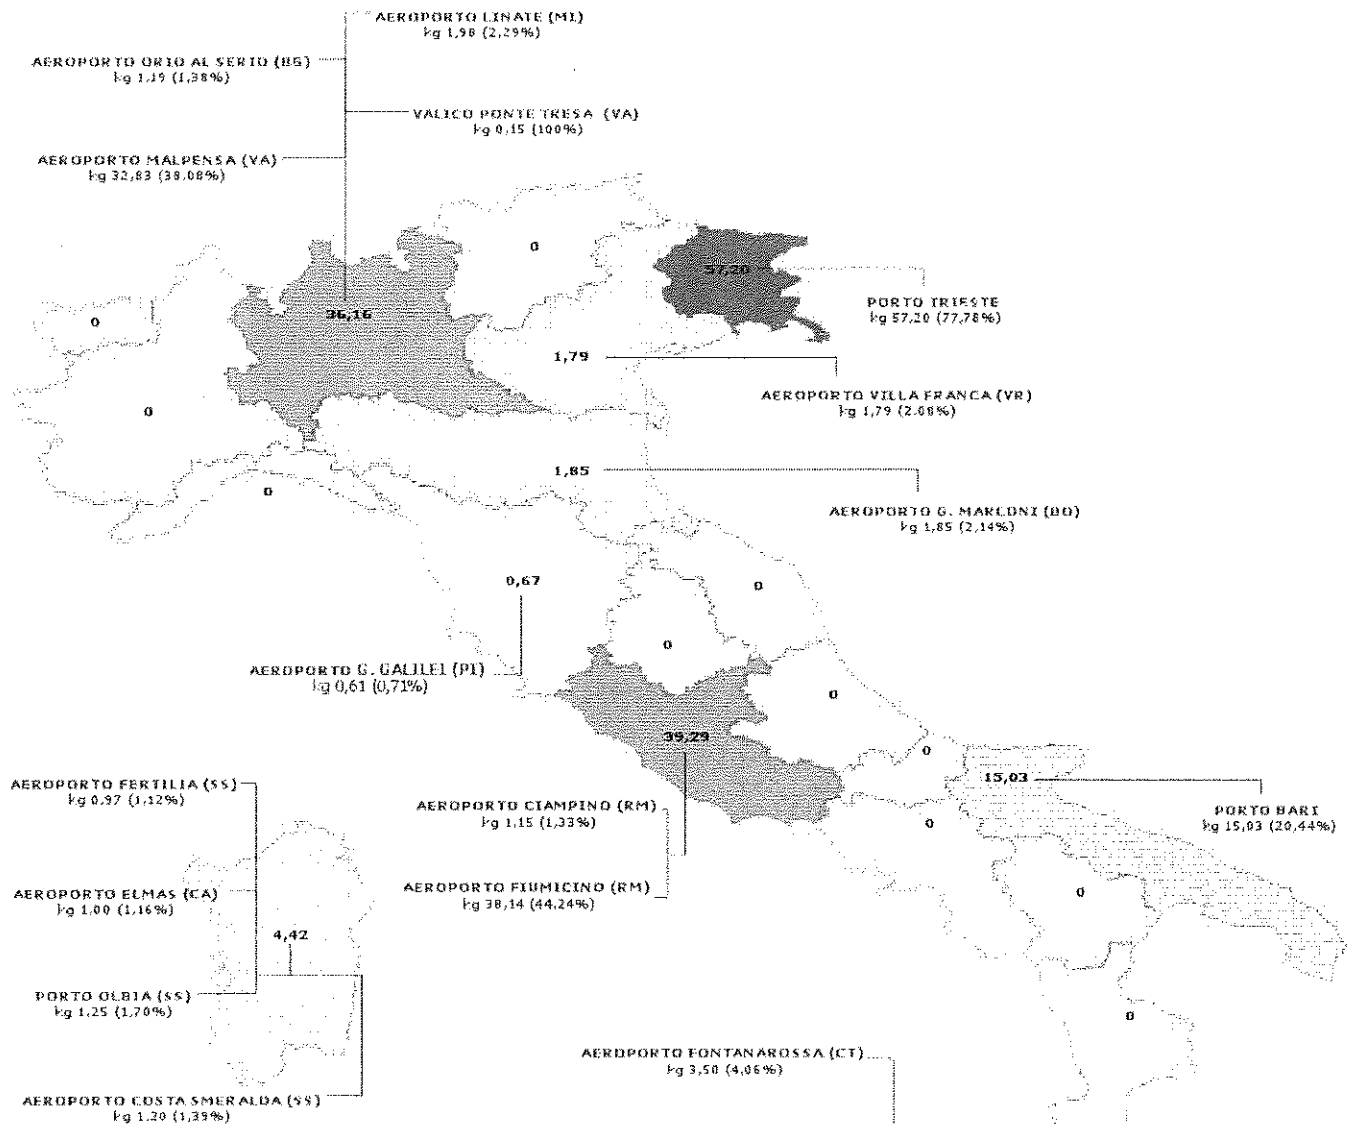 AEROPORTO LINATE (MI)
kg 1,98 (2,29%)
AEROPORTO ORIO AL SERIO (BG)
kg 1,19 (1,38%)
VALICO PONTE TRESA (VA)
kg 0,15 (100%)
AEROPORTO MALPENSA (VA)
kg 32,83 (38,08%)
0
57,20
PORTO TRIESTE
kg 57,20 (77,78%)
0
36,16
1,79
AEROPORTO VILLA FRANCA (VR)
kg 1,79 (2,08%)
0
1,85
0
AEROPORTO G. MARCONI (BO)
kg 1,85 (2,14%)
0,67
0
0
AEROPORTO G. GALILEI (PI)
kg 0,61 (0,71%)
0
39,29
0
15,03
AEROPORTO FERTILIA (SS)
kg 0,97 (1,12%)
AEROPORTO CIAMPINO (RM)
kg 1,15 (1,33%)
PORTO BARI
kg 15,03 (20,44%)
0
AEROPORTO ELMAS (CA)
kg 1,00 (1,16%)
AEROPORTO FIUMICINO (RM)
kg 38,14 (44,24%)
0
4,42
PORTO OLBIA (SS)
kg 1,25 (1,70%)
0
AEROPORTO FONTANAROSSA (CT)
kg 3,50 (4,06%)
AEROPORTO COSTA SMERALDA (SS)
kg 1,20 (1,39%)